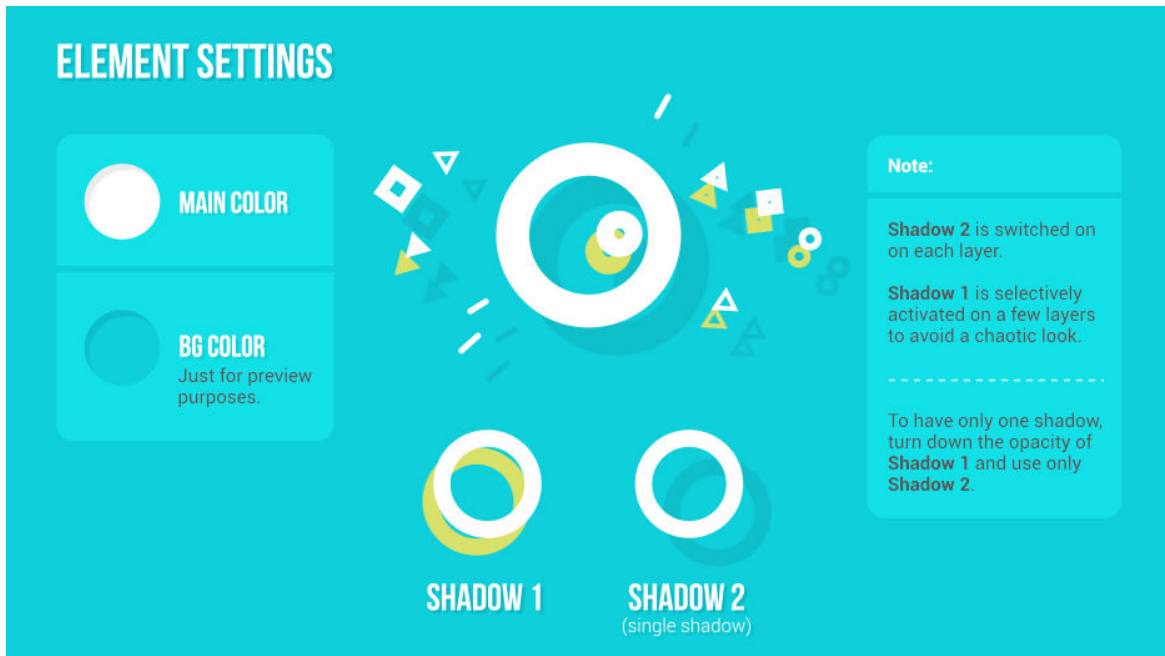 ELEMENT SETTINGS
MAIN COLOR
BG COLOR
Just for preview
purposes.
Note:
Shadow 2 is switched on
on each layer.
Shadow 1 is selectively
activated on a few layers
to avoid a chaotic look.
To have only one shadow,
turn down the opacity of
Shadow 1 and use only
Shadow 2.
SHADOW 1
SHADOW 2
(single shadow)